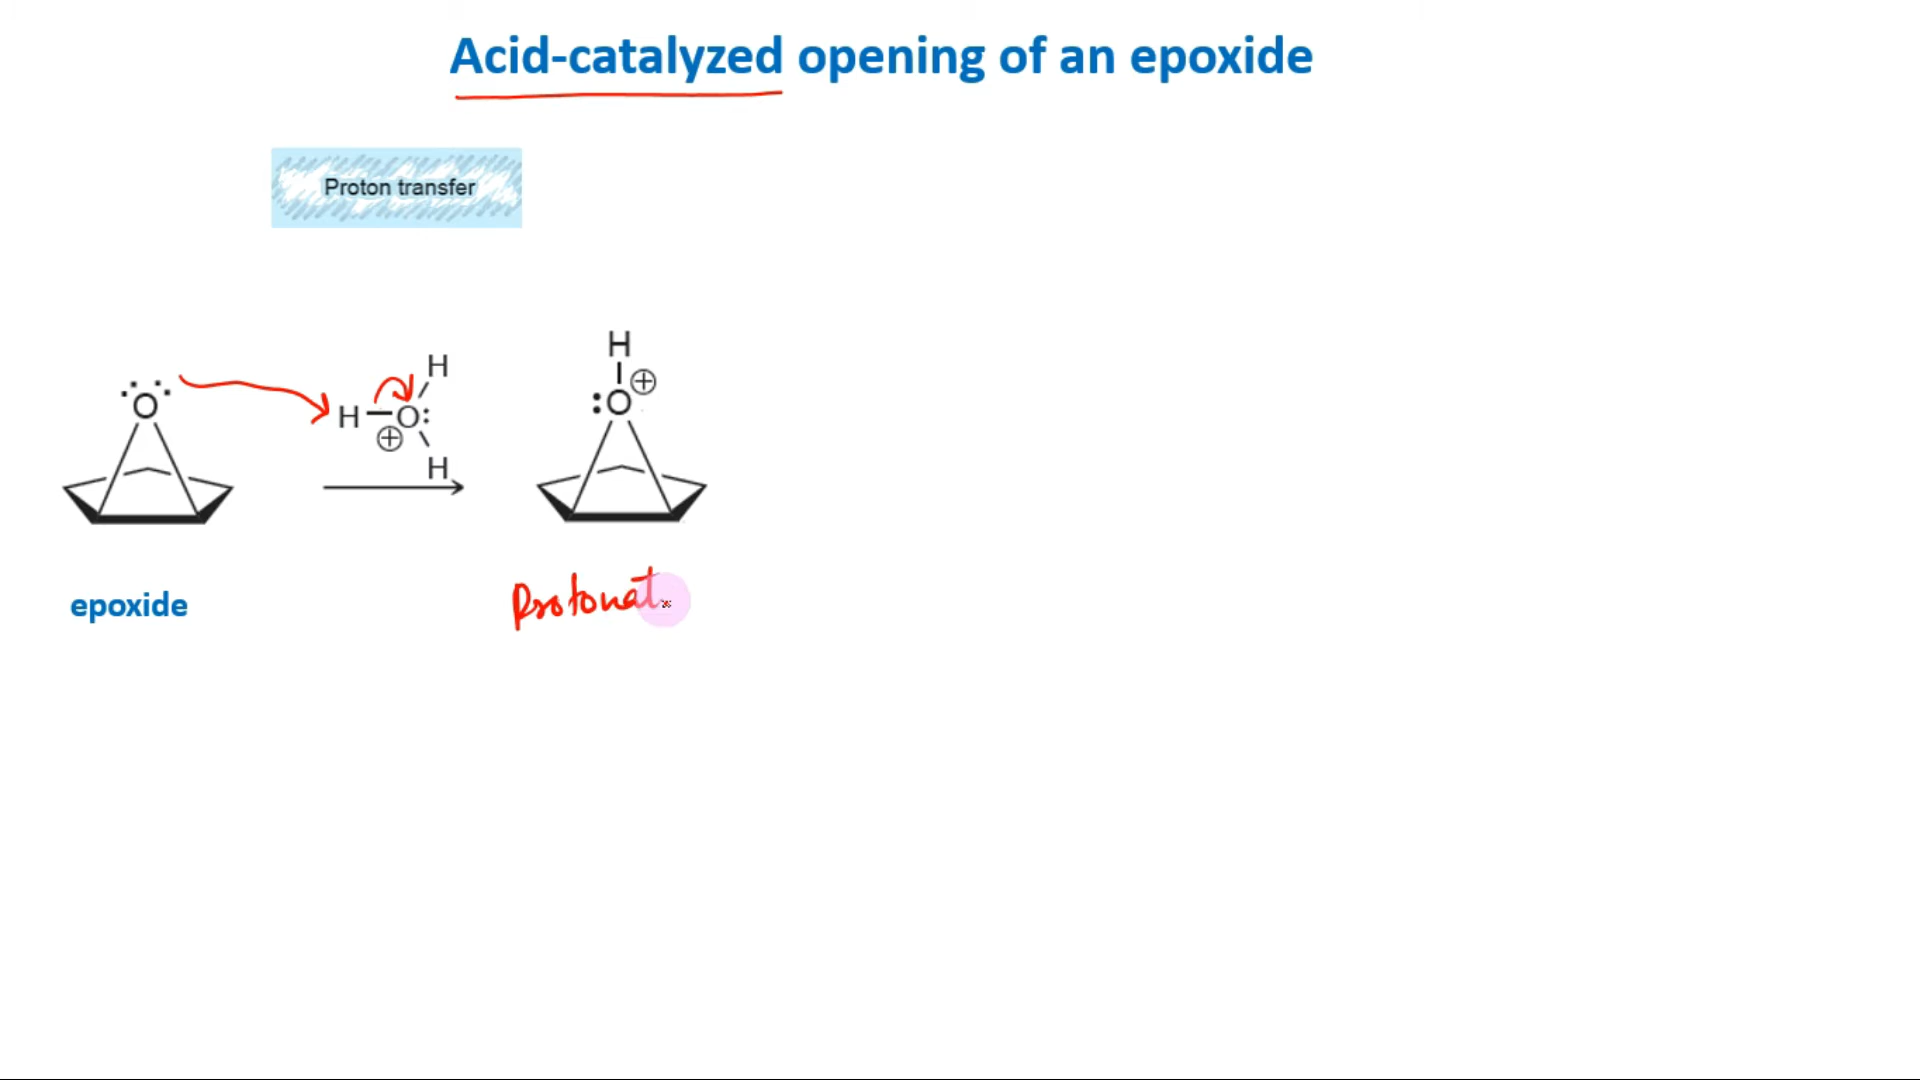 Acid-catalyzed opening of an epoxide
Proton transfer
H
H
O
H–O:
⊕
H
H
⊕
:O
epoxide
Protonat